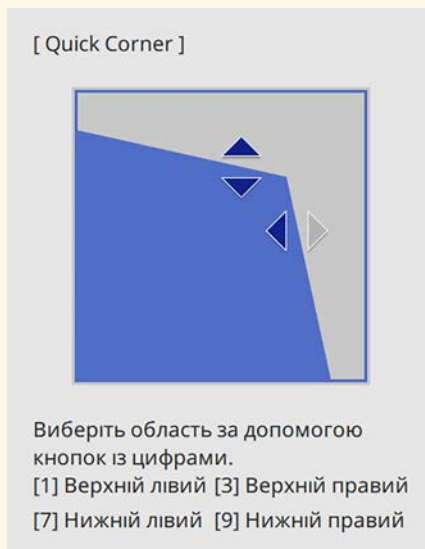 [ Quick Corner ]
Виберіть область за допомогою
кнопок із цифрами.
[1] Верхній лівий [3] Верхній правий
[7] Нижній лівий [9] Нижній правий